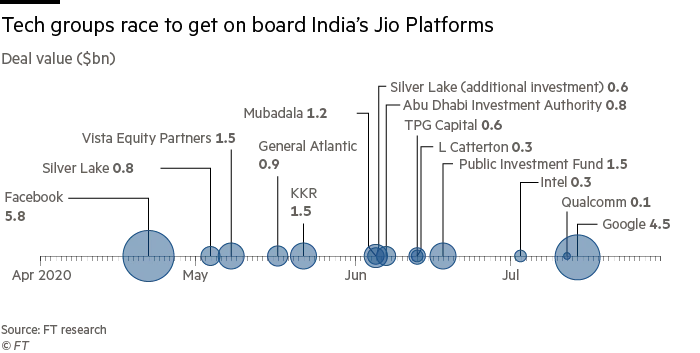 Tech groups race to get on board India's Jio Platforms
Deal value ($bn)
Silver Lake (additional investment) 0.6
Abu Dhabi Investment Authority 0.8
Mubadala 1.2
TPG Capital 0.6
Vista Equity Partners 1.5
General Atlantic
0.9
L Catterton 0.3
Silver Lake 0.8
Public Investment Fund 1.5
Intel 0.3
Facebook
5.8
KKR
1.5
Qualcomm 0.1
Google 4.5
Apr 2020
May
Jun
Jul
Source: FT research
© FT